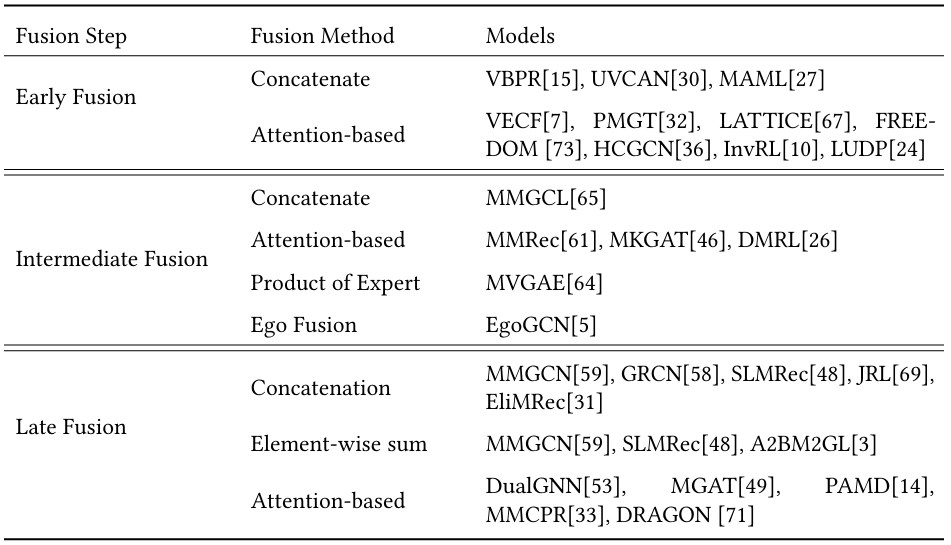 Fusion Step Fusion Method Models
Early Fusion
Concatenate VBPR[15], UVCAN[30], MAML[27]
Attention-based
VECF[7], PMGT[32], LATTICE[67], FREE-
DOM [73], HCGCN[36], InvRL[10], LUDP[24]
Intermediate Fusion
Concatenate MMGCL[65]
Attention-based MMRec[61], MKGAT[46], DMRL[26]
Product of Expert MVGAE[64]
Ego Fusion EgoGCN[5]
Late Fusion
Concatenation
MMGCN[59], GRCN[58], SLMRec[48], JRL[69],
EliMRec[31]
Element-wise sum MMGCN[59], SLMRec[48], A2BM2GL[3]
Attention-based
DualGNN[53], MGAT[49], PAMD[14],
MMCPR[33], DRAGON [71]